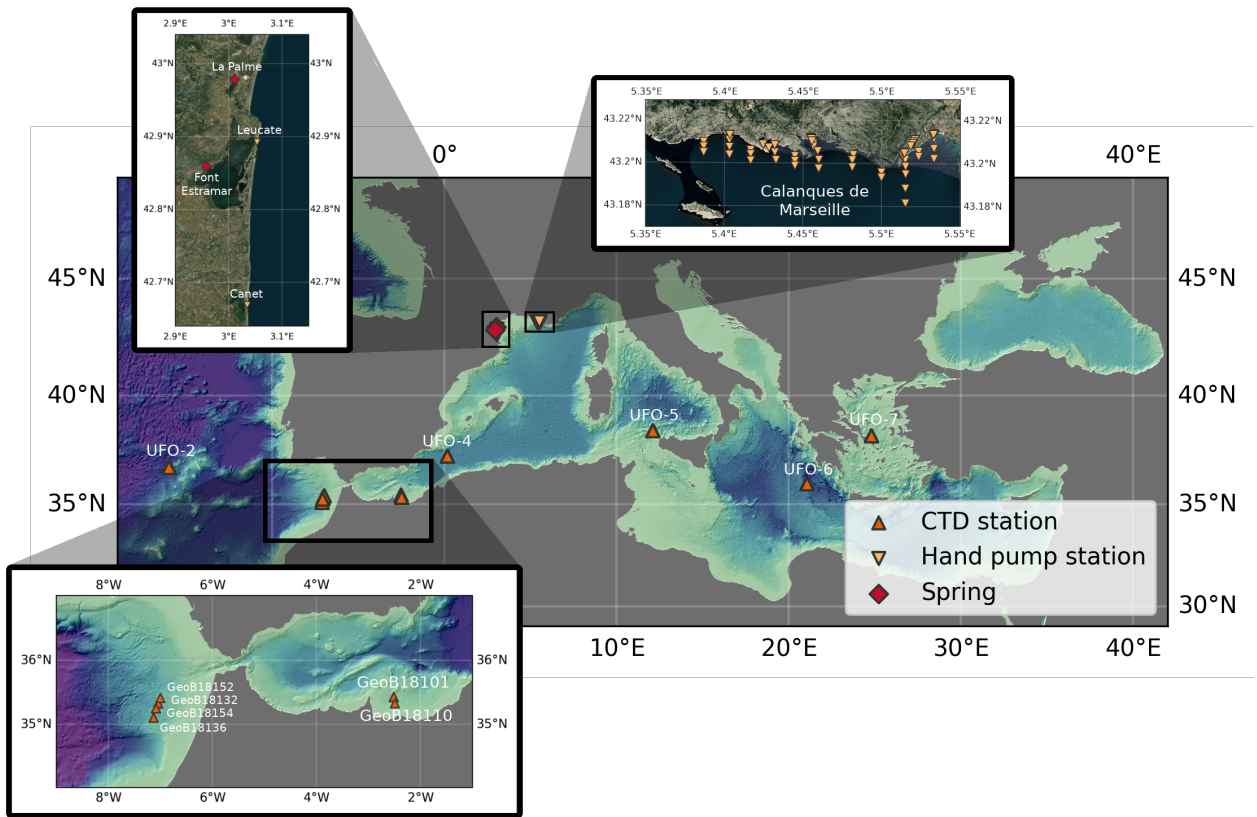 2.9°E 3°E 3.1°E
43°N 43°N
La Palme
42.9°N 42.9°N
Leucate
Font
Estramar
42.8°N 42.8°N
42.7°N 42.7°N
Canet
2.9°E 3°E 3.1°E
5.35°E 5.4°E 5.45°E 5.5°E 5.55°E
43.22°N 43.22°N
43.2°N 43.2°N
Calanques de
Marseille
43.18°N 43.18°N
5.35°E 5.4°E 5.45°E 5.5°E 5.55°E
0° 40°E
45°N 45°N
40°N 40°N
UFO-5
UFO-7
UFO-4
UFO-2
UFO-6
35°N 35°N
CTD station
Hand pump station
Spring
30°N
10°E 20°E 30°E 40°E
8°W 6°W 4°W 2°W
36°N 36°N
GeoB18101
GeoB18152
GeoB18132
GeoB18154
GeoB18110
35°N 35°N
GeoB18136
8°W 6°W 4°W 2°W